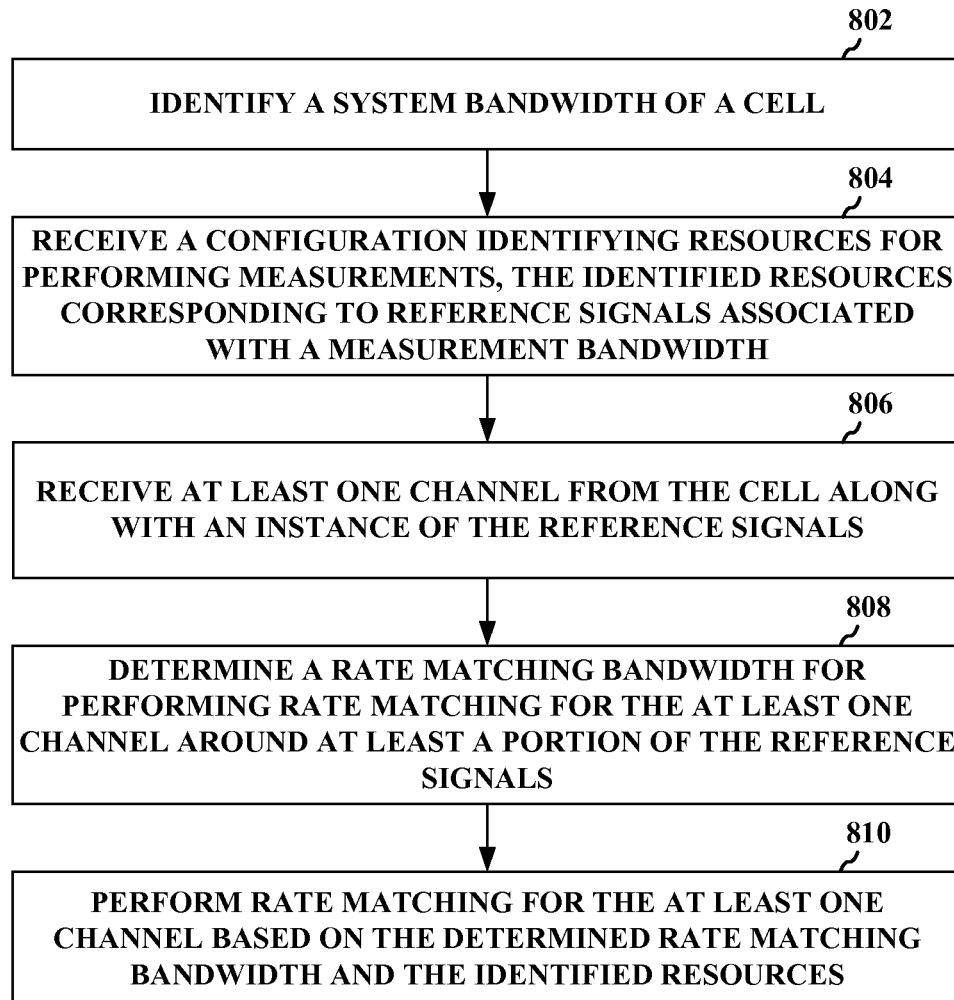 802
IDENTIFY A SYSTEM BANDWIDTH OF A CELL
804
RECEIVE A CONFIGURATION IDENTIFYING RESOURCES FOR
PERFORMING MEASUREMENTS, THE IDENTIFIED RESOURCES
CORRESPONDING TO REFERENCE SIGNALS ASSOCIATED
WITH A MEASUREMENT BANDWIDTH
806
RECEIVE AT LEAST ONE CHANNEL FROM THE CELL ALONG
WITH AN INSTANCE OF THE REFERENCE SIGNALS
808
DETERMINE A RATE MATCHING BANDWIDTH FOR
PERFORMING RATE MATCHING FOR THE AT LEAST ONE
CHANNEL AROUND AT LEAST A PORTION OF THE REFERENCE
SIGNALS
810
PERFORM RATE MATCHING FOR THE AT LEAST ONE
CHANNEL BASED ON THE DETERMINED RATE MATCHING
BANDWIDTH AND THE IDENTIFIED RESOURCES